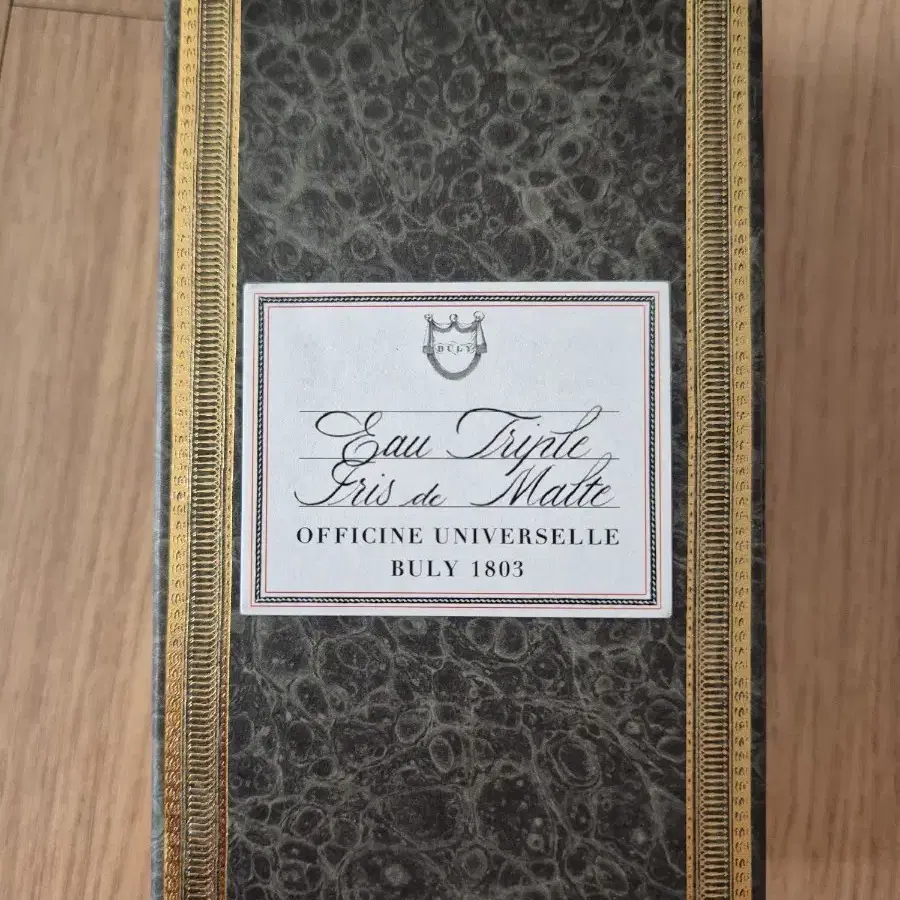 BULY
Eau Triple
Iris de Malte
OFFICINE UNIVERSELLE
BULY 1803